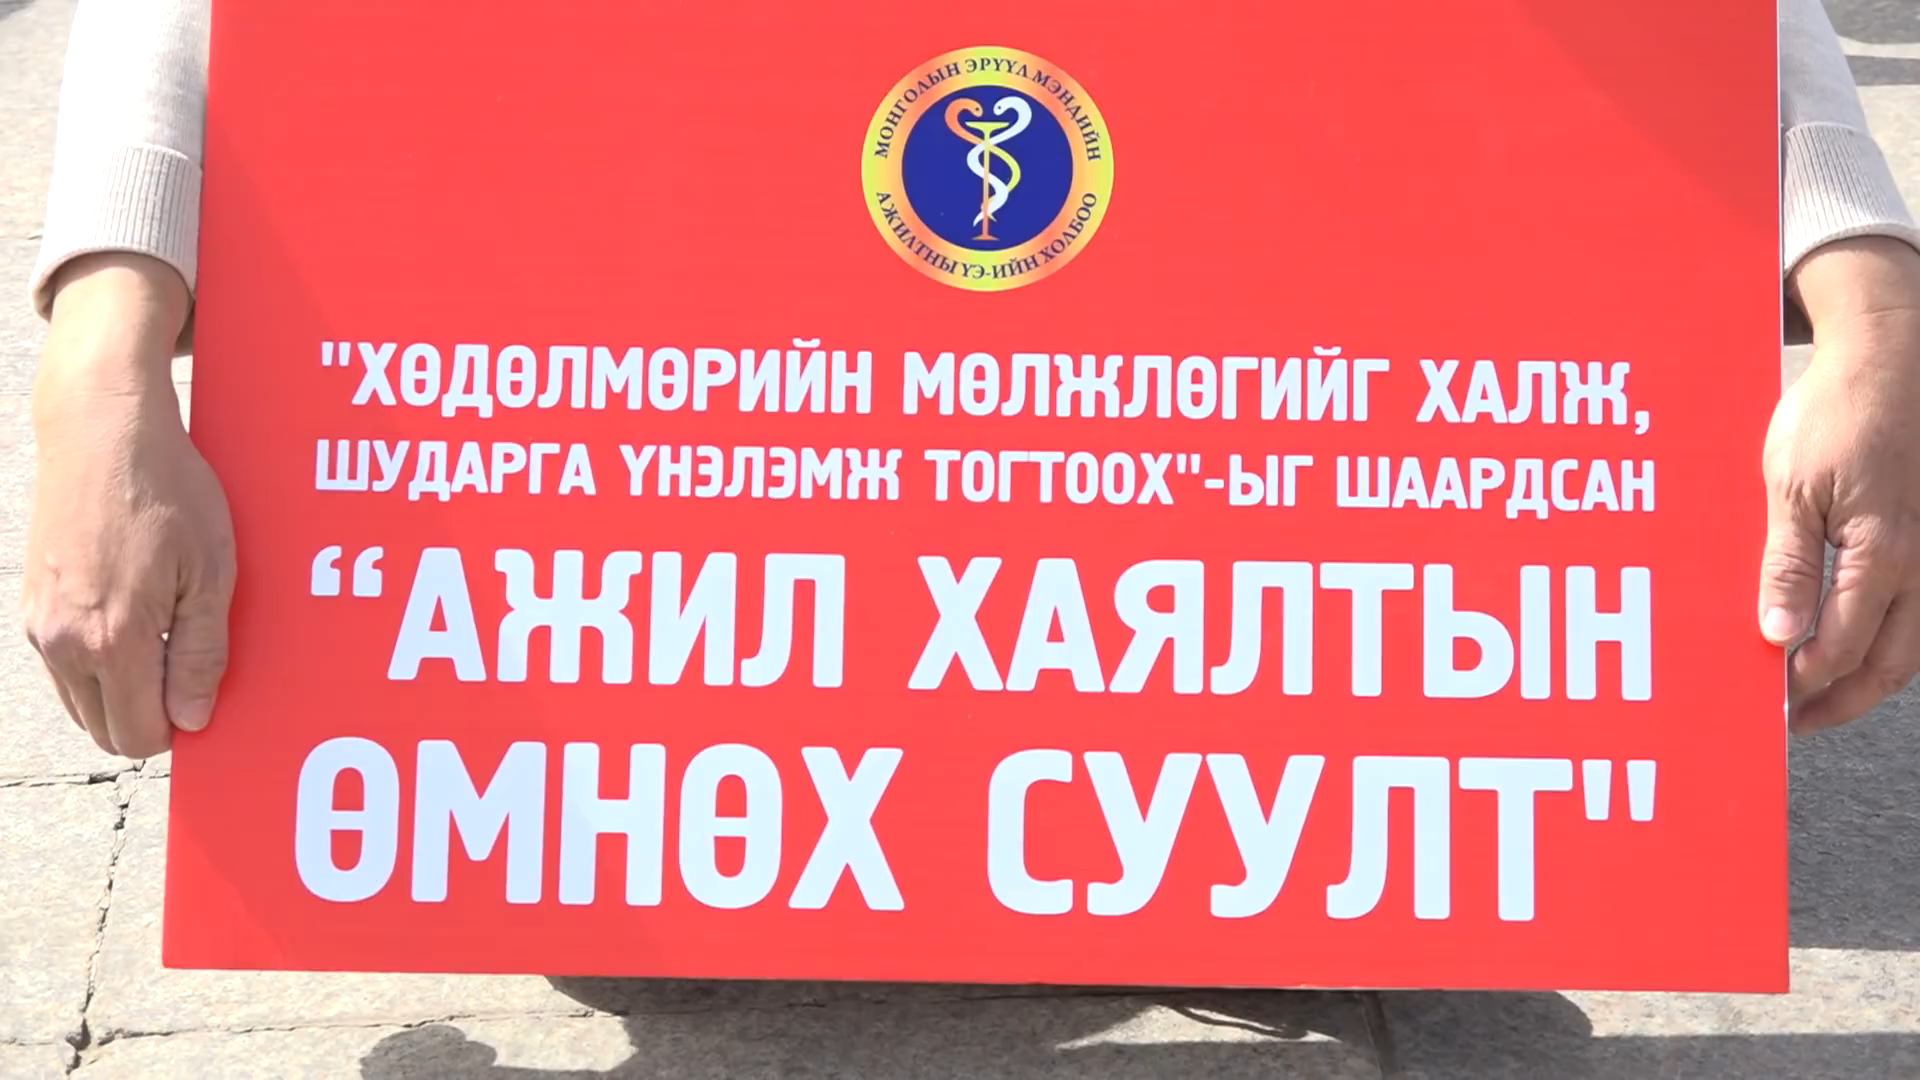 МОНГОЛЫН ЭРҮҮЛ МЭНДИЙН
АЖИЛТНЫ ҮЭ-ИЙН ХОЛБОО
"ХӨДӨЛМӨРИЙН МӨЛЖЛӨГИЙГ ХАЛЖ,
ШУДАРГА ҮНЭЛЭМЖ ТОГТООХ"-ЫГ ШААРДСАН
“АЖИЛ ХАЯЛТЫН
ӨМНӨХ СУУЛТ"